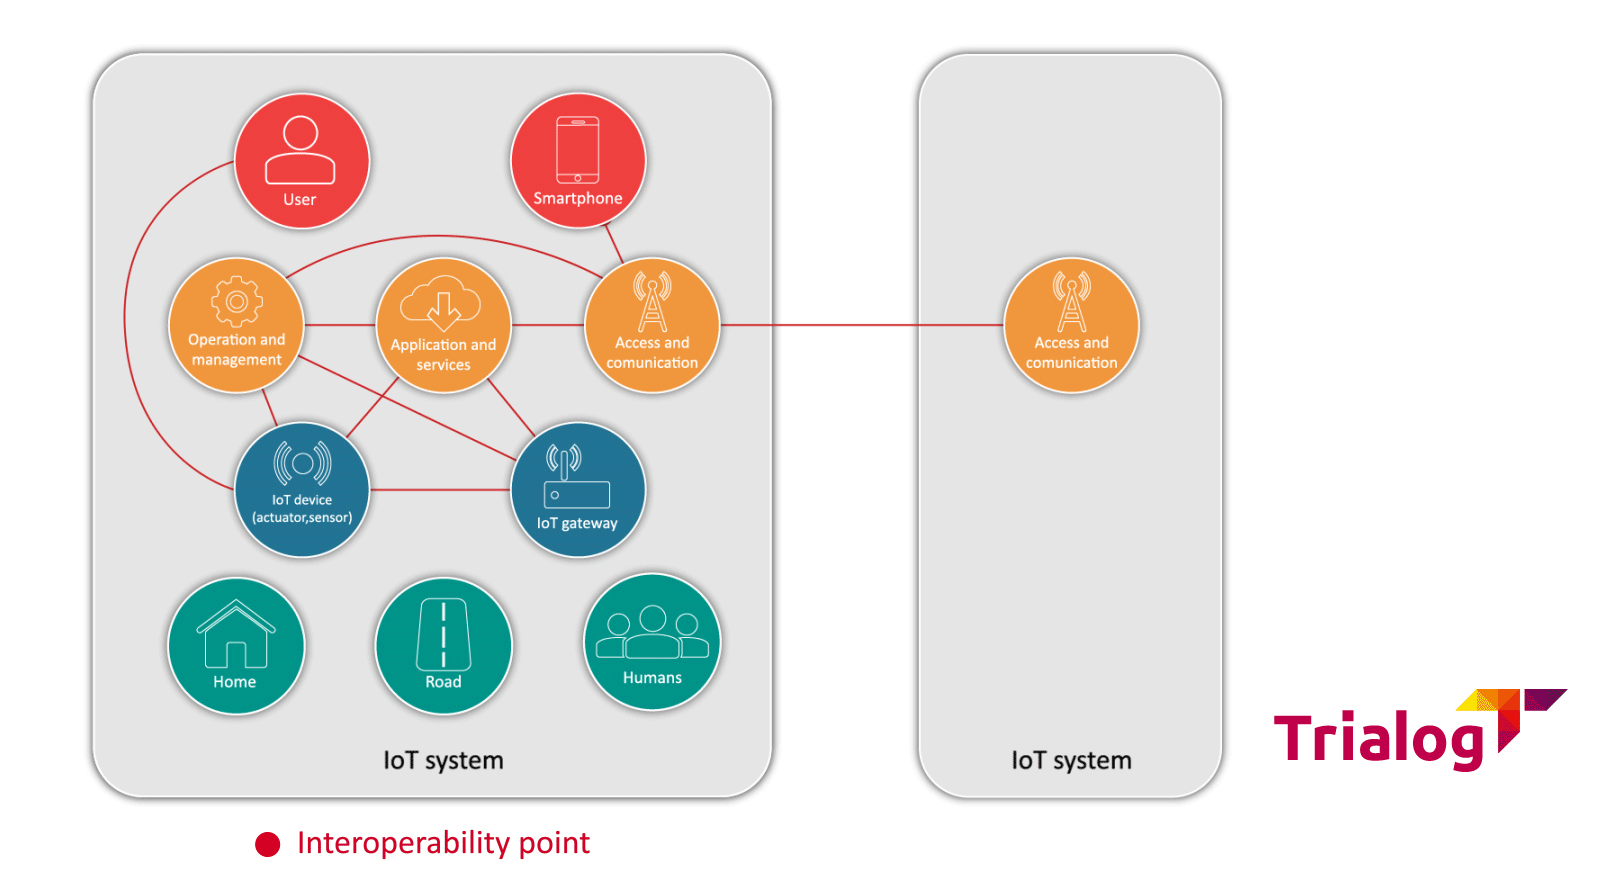 User
Smartphone
Operation and
management
Application and
services
Access and
comunication
Access and
comunication
IoT device
(actuator,sensor)
IoT gateway
Home
Road
Humans
IoT system
IoT system
Trialog
Interoperability point